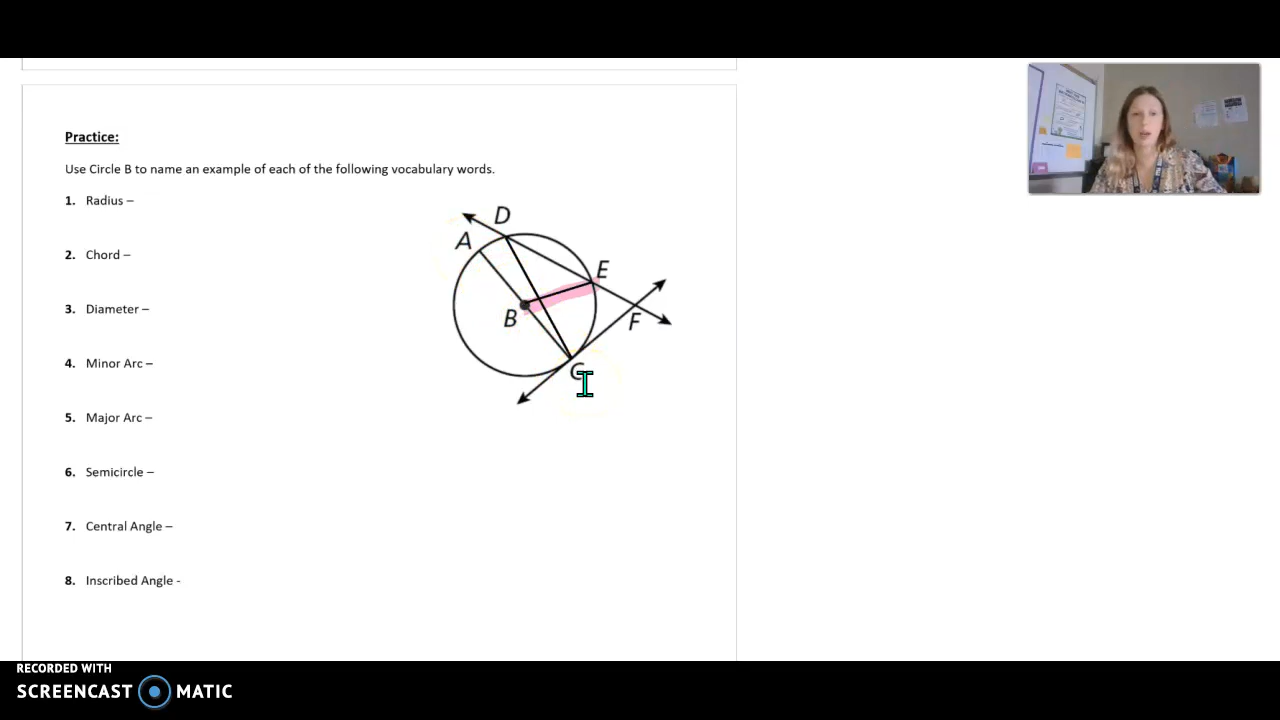 Practice:
Use Circle B to name an example of each of the following vocabulary words.
1. Radius –
2. Chord –
3. Diameter –
4. Minor Arc –
5. Major Arc –
6. Semicircle –
7. Central Angle –
8. Inscribed Angle -
D
A
E
B
F
C
RECORDED WITH
SCREENCAST MATIC